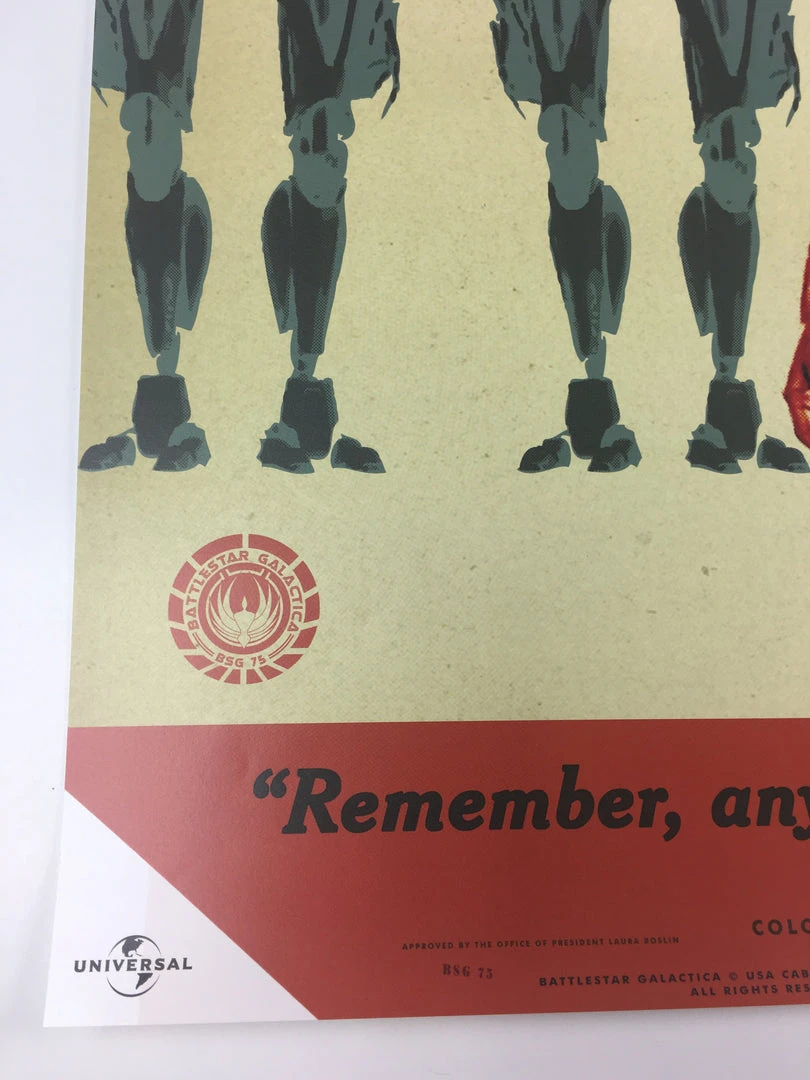 BATTLESTAR GALACTICA
BSG 75
“Remember, any
COLO
APPROVED BY THE OFFICE OF PRESIDENT LAURA ROSLIN
UNIVERSAL
BSG 75
BATTLESTAR GALACTICA © USA CAB
ALL RIGHTS RES